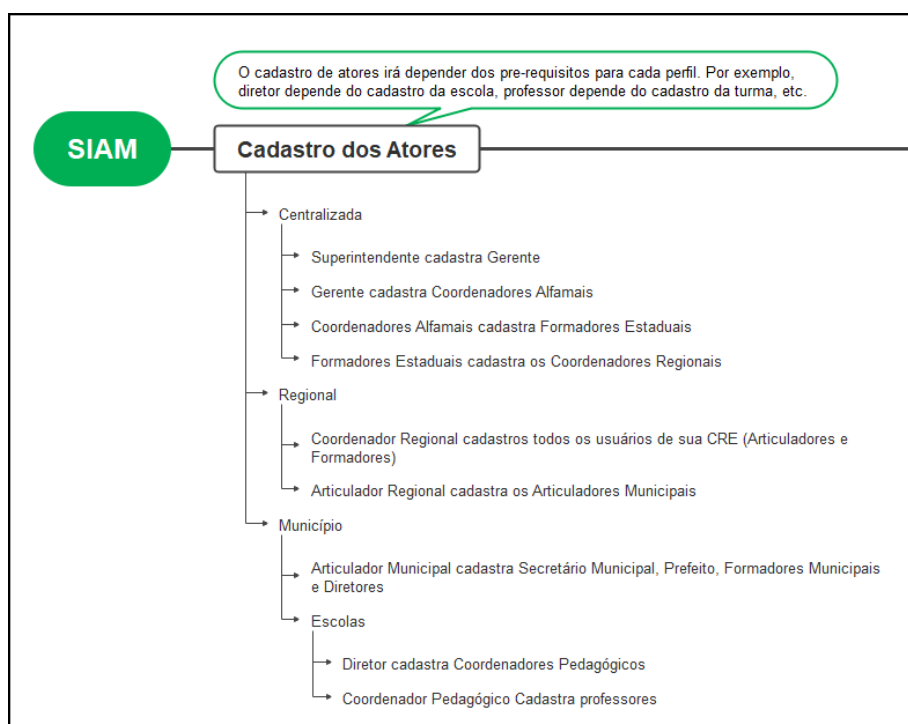 O cadastro de atores irá depender dos pre-requisitos para cada perfil. Por exemplo,
diretor depende do cadastro da escola, professor depende do cadastro da turma, etc.
SIAM
Cadastro dos Atores
Centralizada
Superintendente cadastra Gerente
Gerente cadastra Coordenadores Alfamais
Coordenadores Alfamais cadastra Formadores Estaduais
Formadores Estaduais cadastra os Coordenadores Regionais
Regional
Coordenador Regional cadastros todos os usuários de sua CRE (Articuladores e
Formadores)
Articulador Regional cadastra os Articuladores Municipais
Município
Articulador Municipal cadastra Secretário Municipal, Prefeito, Formadores Municipais
e Diretores
Escolas
Diretor cadastra Coordenadores Pedagógicos
Coordenador Pedagógico Cadastra professores